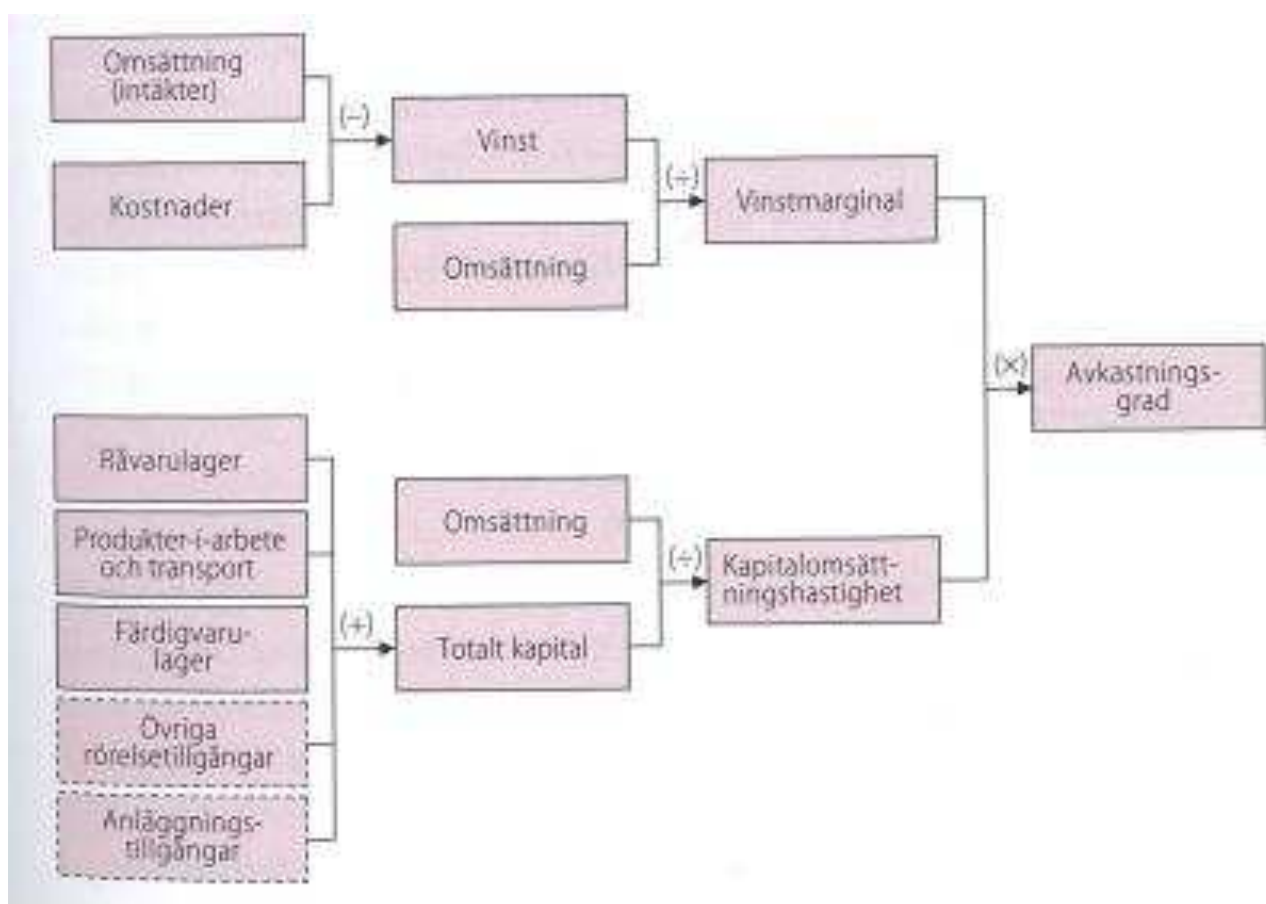 Omsättning
(intäkter)
(−)
Kostnader
Vinst
(÷)
Omsättning
Vinstmarginal
(×)
Avkastnings-
grad
Råvarulager
Produkter-i-arbete
och transport
Färdigvaru-
lager
Övriga
rörelsetillgångar
Anläggnings-
tillgångar
(+)
Omsättning
Totalt kapital
(÷)
Kapitalomsätt-
ningshastighet